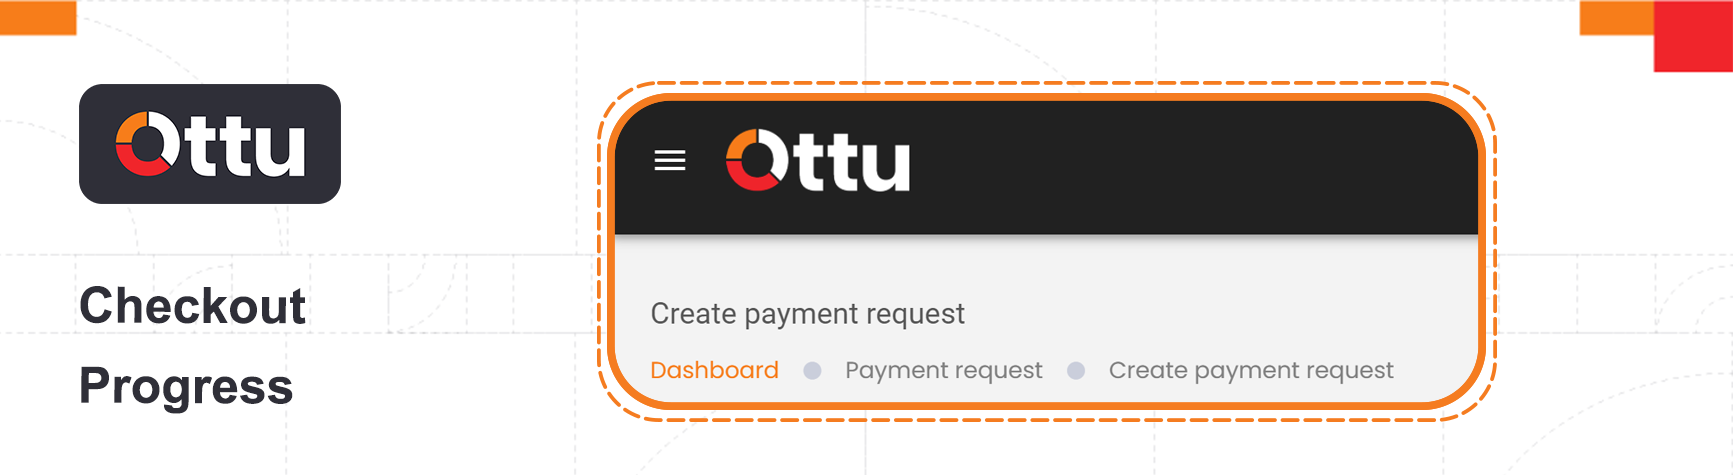 Ottu
Checkout
Progress
Ottu
Create payment request
Dashboard Payment request Create payment request